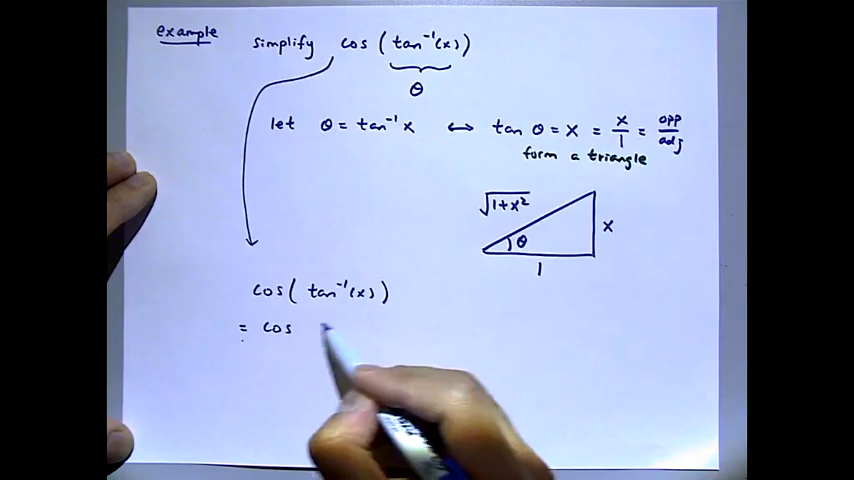 example simplify cos (tan⁻¹(x))
θ
let θ = tan⁻¹ x ↔ tan θ = x = x/1 = opp/adj
form a triangle
√1+x²
x
θ
1
cos( tan⁻¹(x))
= cos